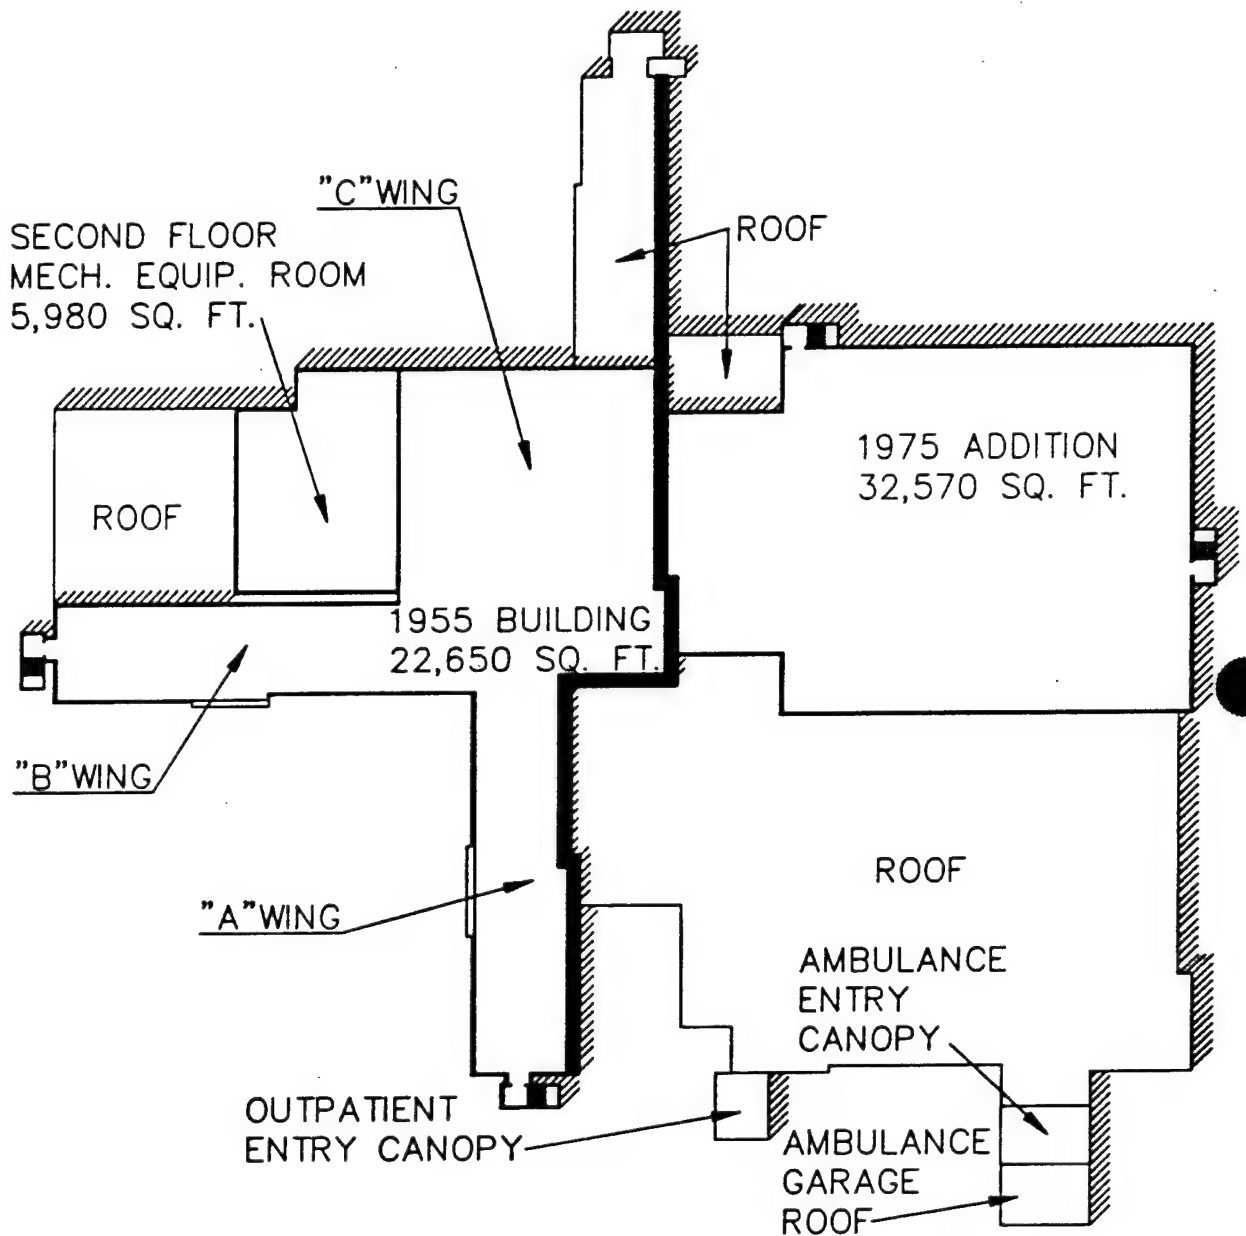 "C" WING
SECOND FLOOR
MECH. EQUIP. ROOM
5,980 SQ. FT.
ROOF
1975 ADDITION
32,570 SQ. FT.
ROOF
1955 BUILDING
22,650 SQ. FT.
"B" WING
ROOF
"A" WING
AMBULANCE
ENTRY
CANOPY
OUTPATIENT
ENTRY CANOPY
AMBULANCE
GARAGE
ROOF